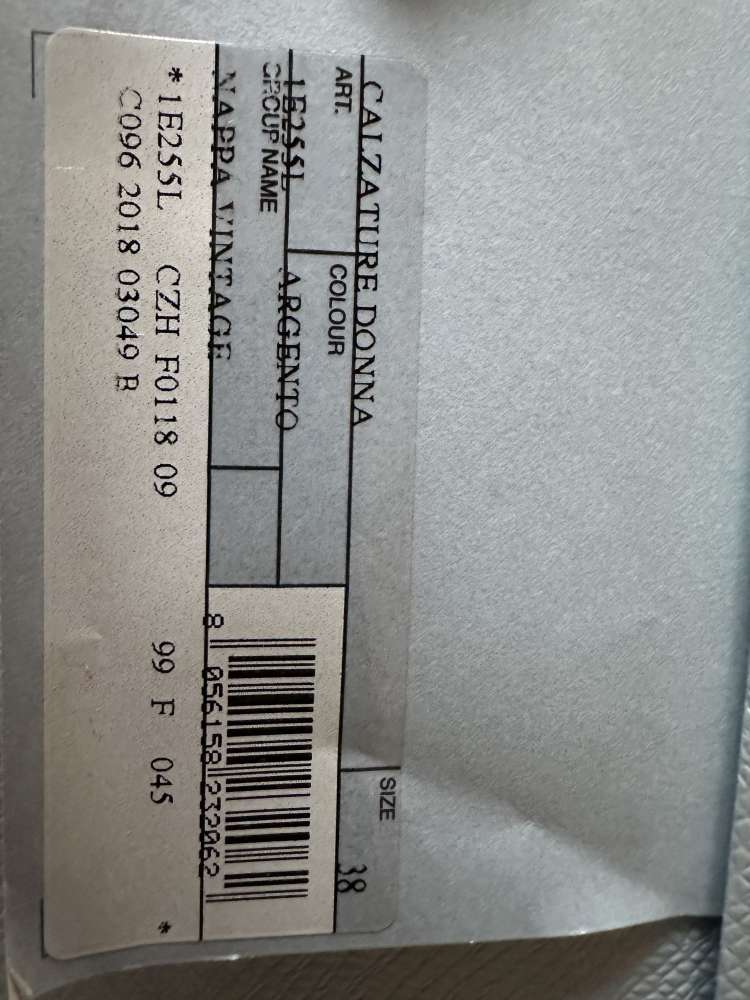 CALZATURE DONNA
SIZE
38
ART.
1E255L
COLOUR
ARGENTO
GROUP NAME
NAPPA VINTAGE
8 056158 232062
*1E255L CZH F0118 09 99 F 045 *
C096 2018 03049 B